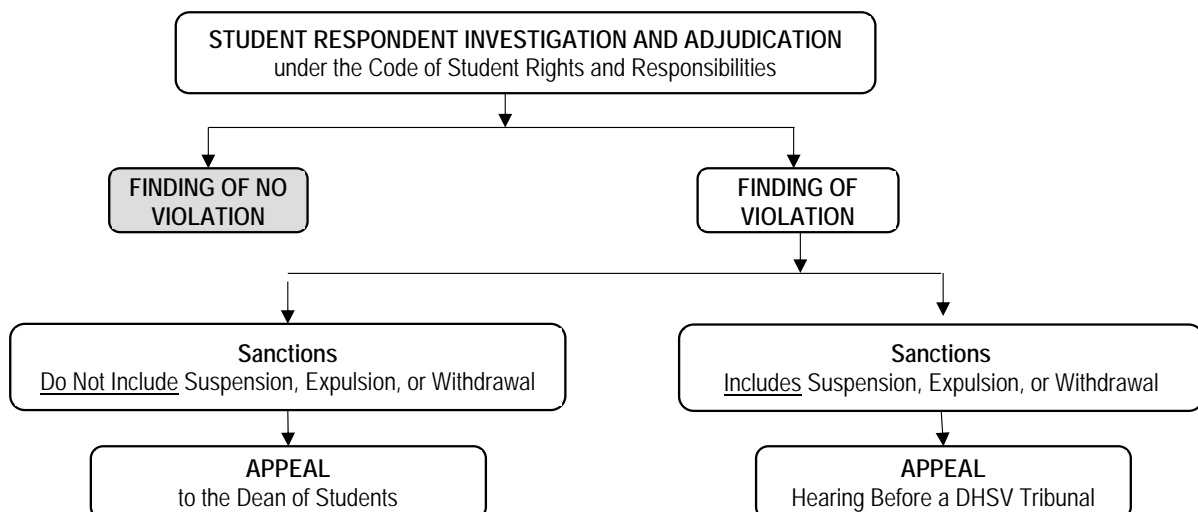 STUDENT RESPONDENT INVESTIGATION AND ADJUDICATION
under the Code of Student Rights and Responsibilities
FINDING OF NO
VIOLATION
FINDING OF
VIOLATION
Sanctions
Do Not Include Suspension, Expulsion, or Withdrawal
Sanctions
Includes Suspension, Expulsion, or Withdrawal
APPEAL
to the Dean of Students
APPEAL
Hearing Before a DHSV Tribunal